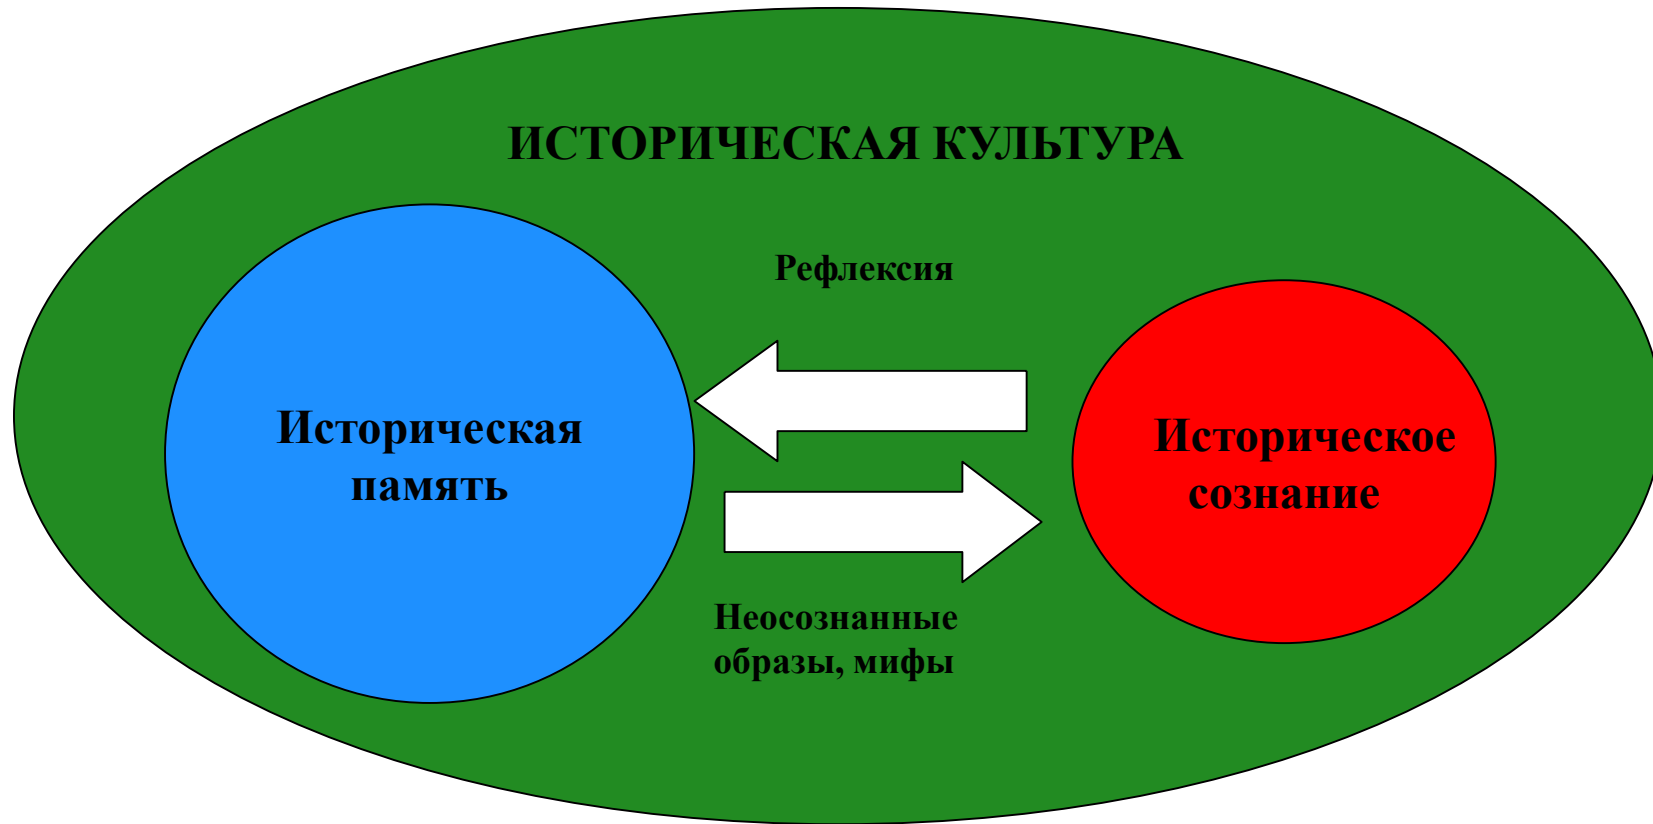 ИСТОРИЧЕСКАЯ КУЛЬТУРА
Рефлексия
Историческая
память
Историческое
сознание
Неосознанные
образы, мифы